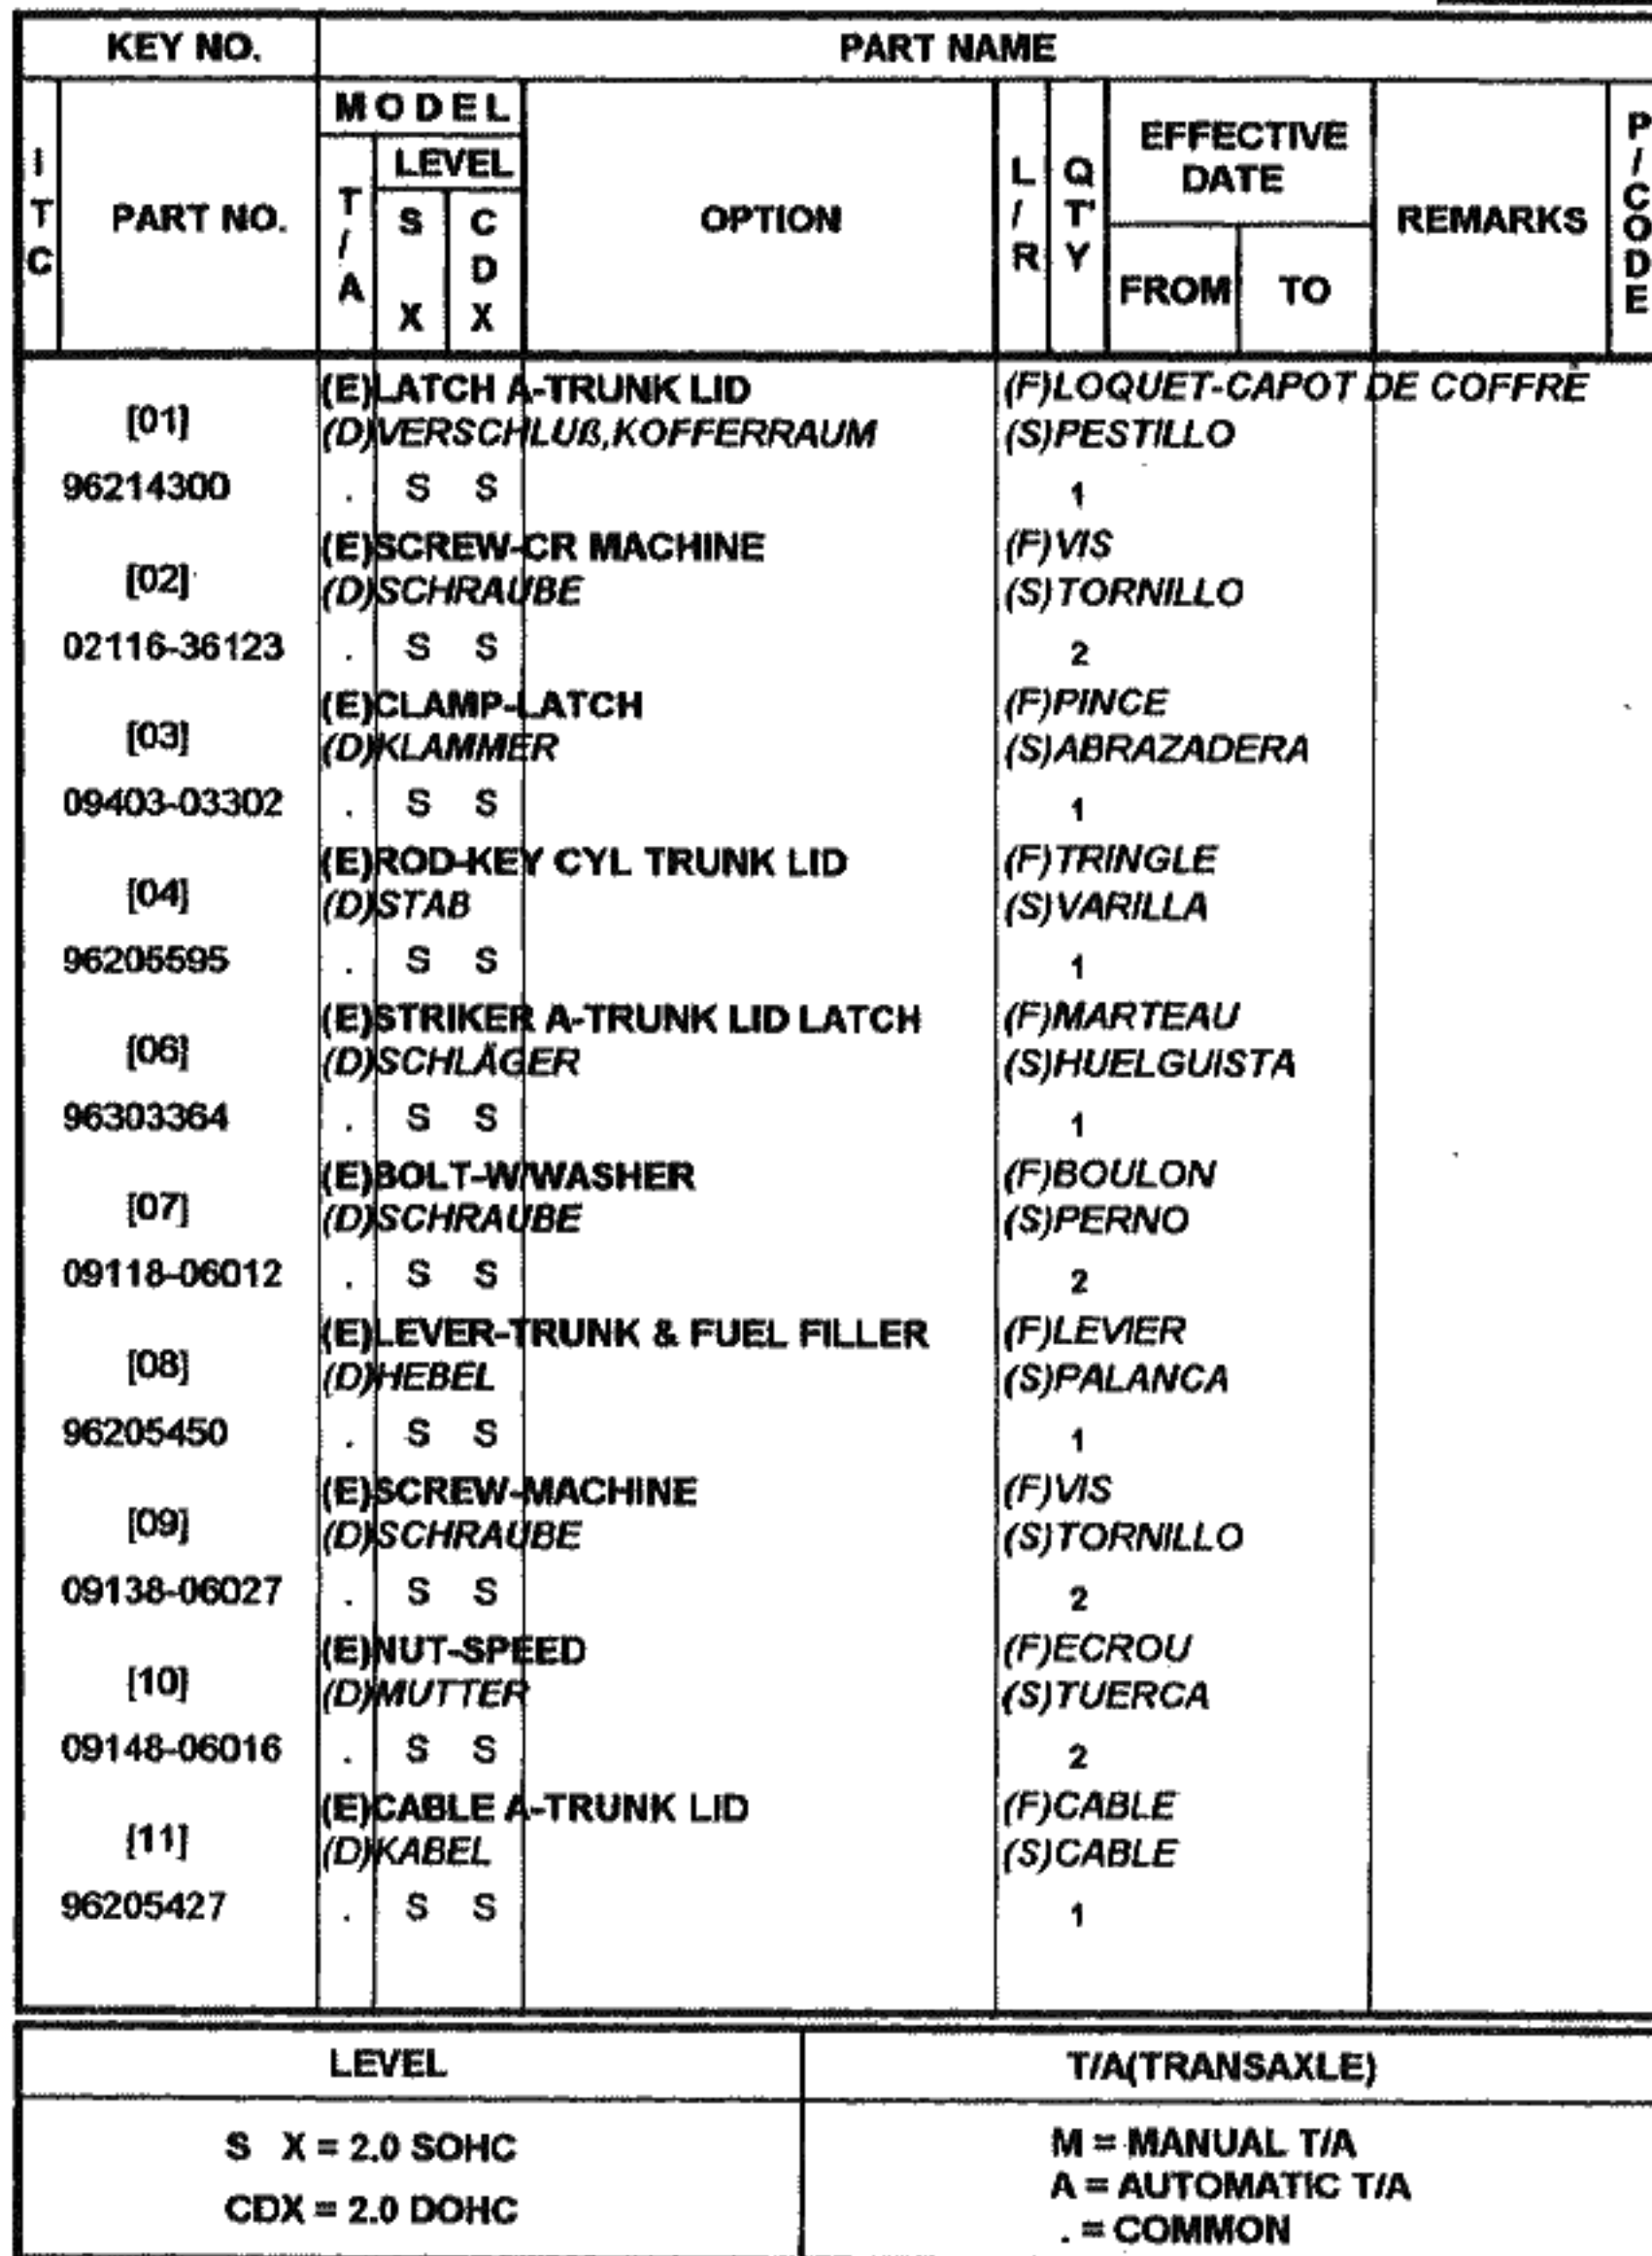 KEY NO. PART NAME
ITC PART NO. MODEL T/A LEVEL S X CDX OPTION L/R Q'TY EFFECTIVE DATE FROM TO REMARKS P/CODE
[01] (E)LATCH A-TRUNK LID (F)LOQUET-CAPOT DE COFFRE
(D)VERSCHLUß,KOFFERRAUM (S)PESTILLO
96214300 . S S 1
[02] (E)SCREW-CR MACHINE (F)VIS
(D)SCHRAUBE (S)TORNILLO
02116-36123 . S S 2
[03] (E)CLAMP-LATCH (F)PINCE
(D)KLAMMER (S)ABRAZADERA
09403-03302 . S S 1
[04] (E)ROD-KEY CYL TRUNK LID (F)TRINGLE
(D)STAB (S)VARILLA
96205595 . S S 1
[06] (E)STRIKER A-TRUNK LID LATCH (F)MARTEAU
(D)SCHLÄGER (S)HUELGUISTA
96303364 . S S 1
[07] (E)BOLT-W/WASHER (F)BOULON
(D)SCHRAUBE (S)PERNO
09118-06012 . S S 2
[08] (E)LEVER-TRUNK & FUEL FILLER (F)LEVIER
(D)HEBEL (S)PALANCA
96205450 . S S 1
[09] (E)SCREW-MACHINE (F)VIS
(D)SCHRAUBE (S)TORNILLO
09138-06027 . S S 2
[10] (E)NUT-SPEED (F)ECROU
(D)MUTTER (S)TUERCA
09148-06016 . S S 2
[11] (E)CABLE A-TRUNK LID (F)CABLE
(D)KABEL (S)CABLE
96205427 . S S 1
LEVEL T/A(TRANSAXLE)
S X = 2.0 SOHC M = MANUAL T/A
A = AUTOMATIC T/A
CDX = 2.0 DOHC . = COMMON